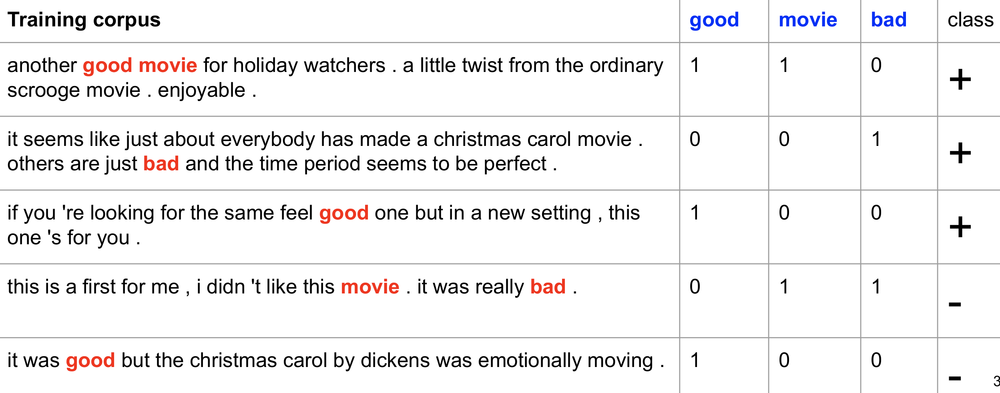 Training corpus good movie bad class
another good movie for holiday watchers . a little twist from the ordinary 1 1 0 +
scrooge movie . enjoyable .
it seems like just about everybody has made a christmas carol movie . 0 0 1 +
others are just bad and the time period seems to be perfect .
if you 're looking for the same feel good one but in a new setting , this 1 0 0 +
one 's for you .
this is a first for me , i didn 't like this movie . it was really bad . 0 1 1 -
it was good but the christmas carol by dickens was emotionally moving . 1 0 0 -
3